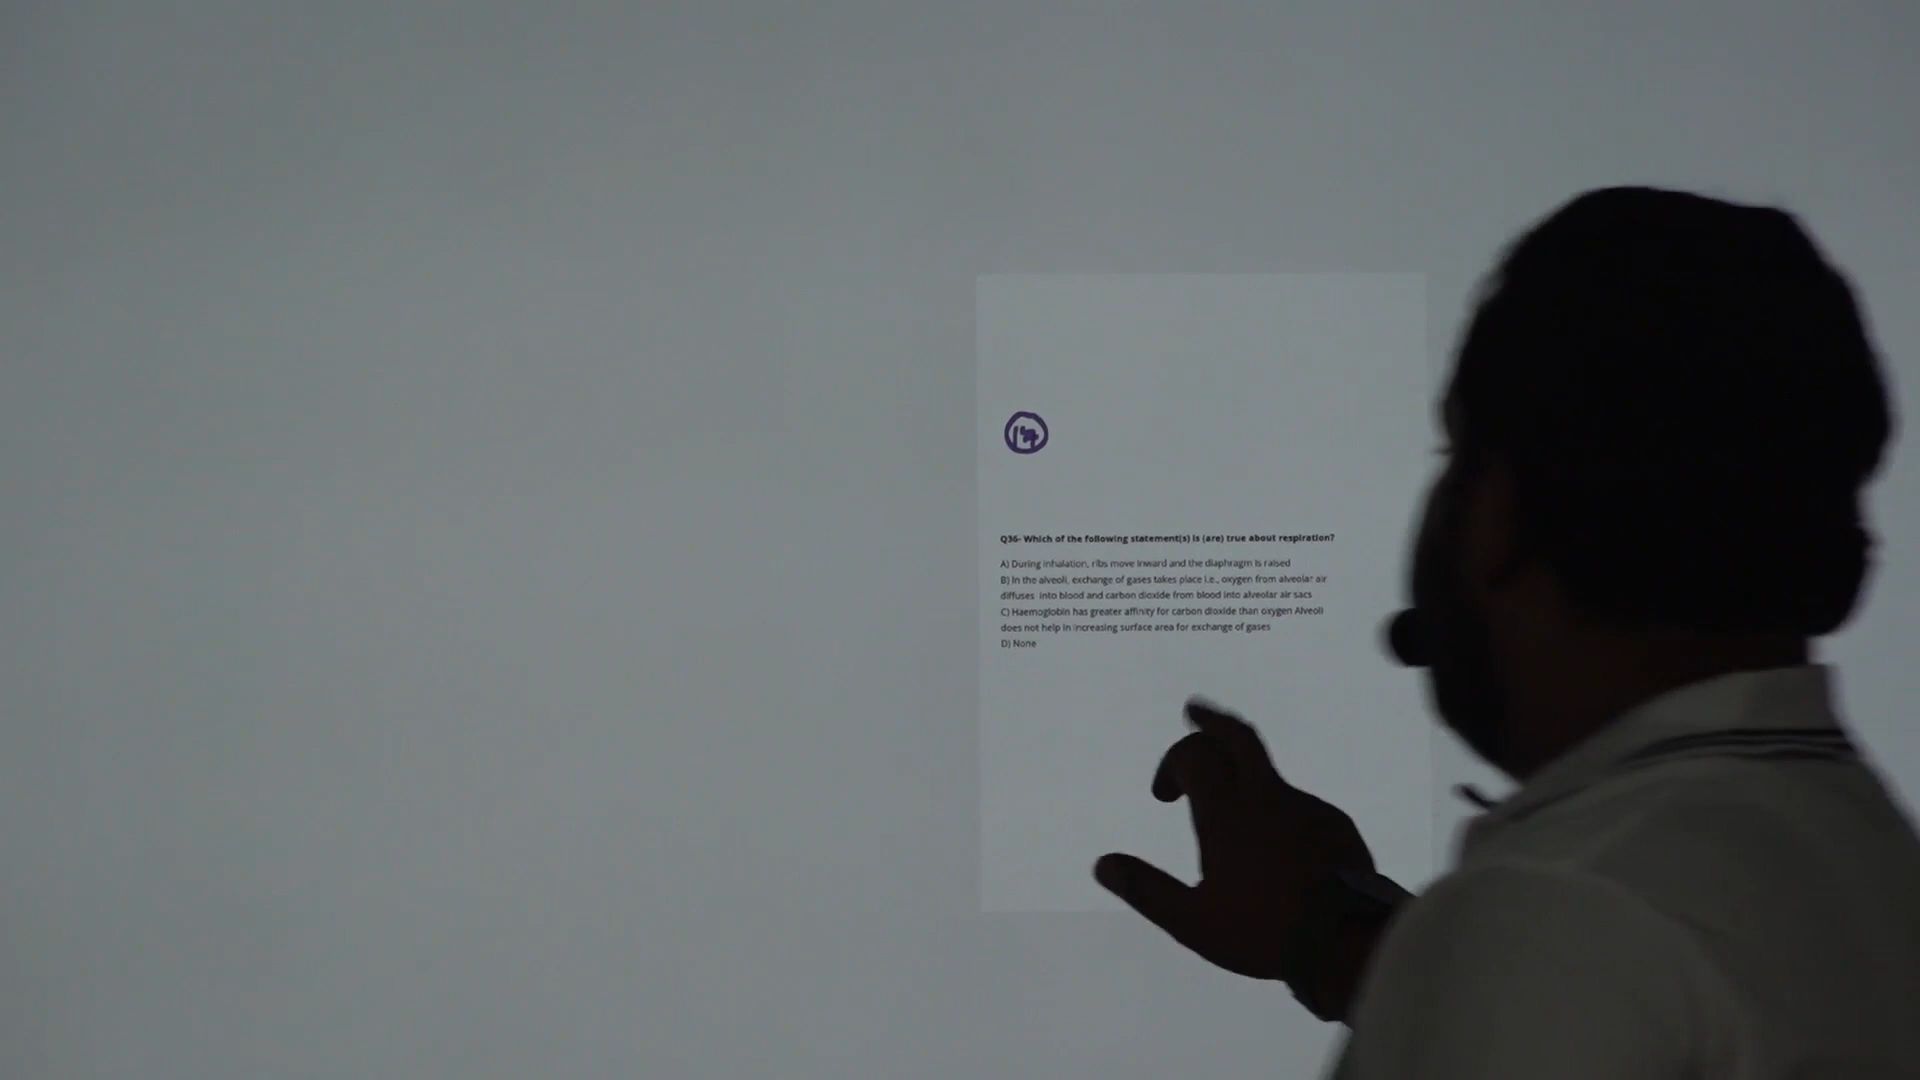 Q36- Which of the following statement(s) is (are) true about respiration?
A) During inhalation, ribs move inward and the diaphragm is raised
B) In the alveoli, exchange of gases takes place i.e., oxygen from alveolar air
diffuses into blood and carbon dioxide from blood into alveolar air sacs
C) Haemoglobin has greater affinity for carbon dioxide than oxygen Alveoli
does not help in increasing surface area for exchange of gases
D) None